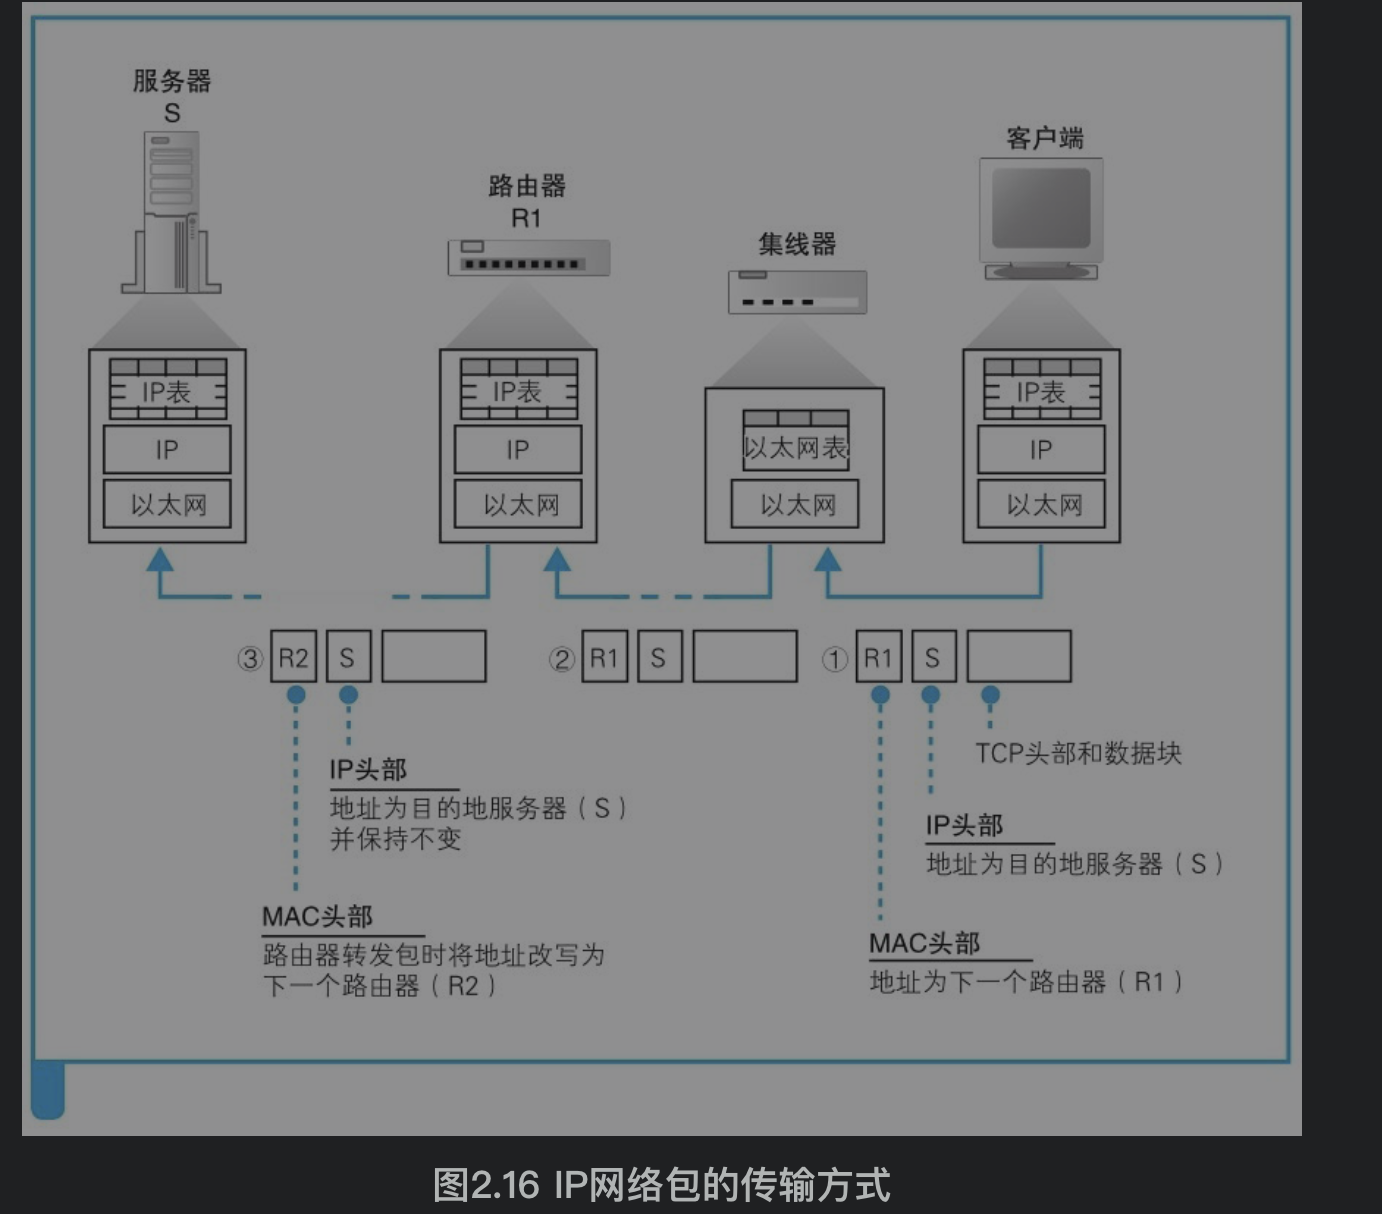 服务器
S
路由器
R1
集线器
客户端
IP表
IP
以太网
IP表
IP
以太网
以太网表
以太网
IP表
IP
以太网
③ R2 S
② R1 S
① R1 S
TCP头部和数据块
IP头部
地址为目的地服务器（S）
并保持不变
IP头部
地址为目的地服务器（S）
MAC头部
路由器转发包时将地址改写为
下一个路由器（R2）
MAC头部
地址为下一个路由器（R1）
图2.16 IP网络包的传输方式